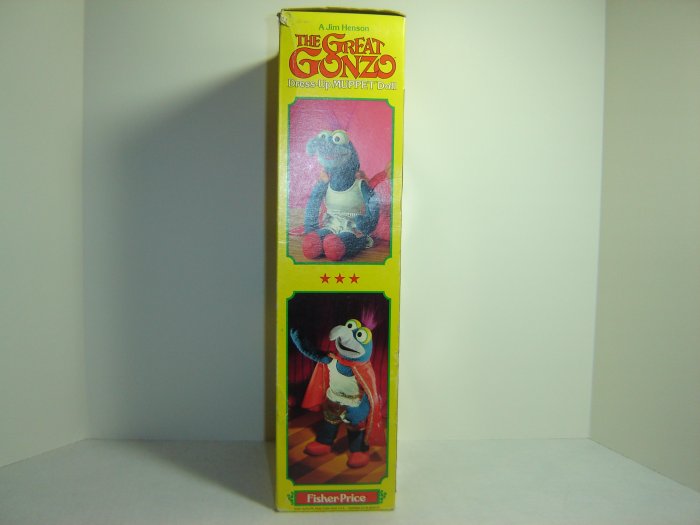 A Jim Henson
THE GREAT
GONZO
Dress-Up MUPPET Doll
Fisher-Price